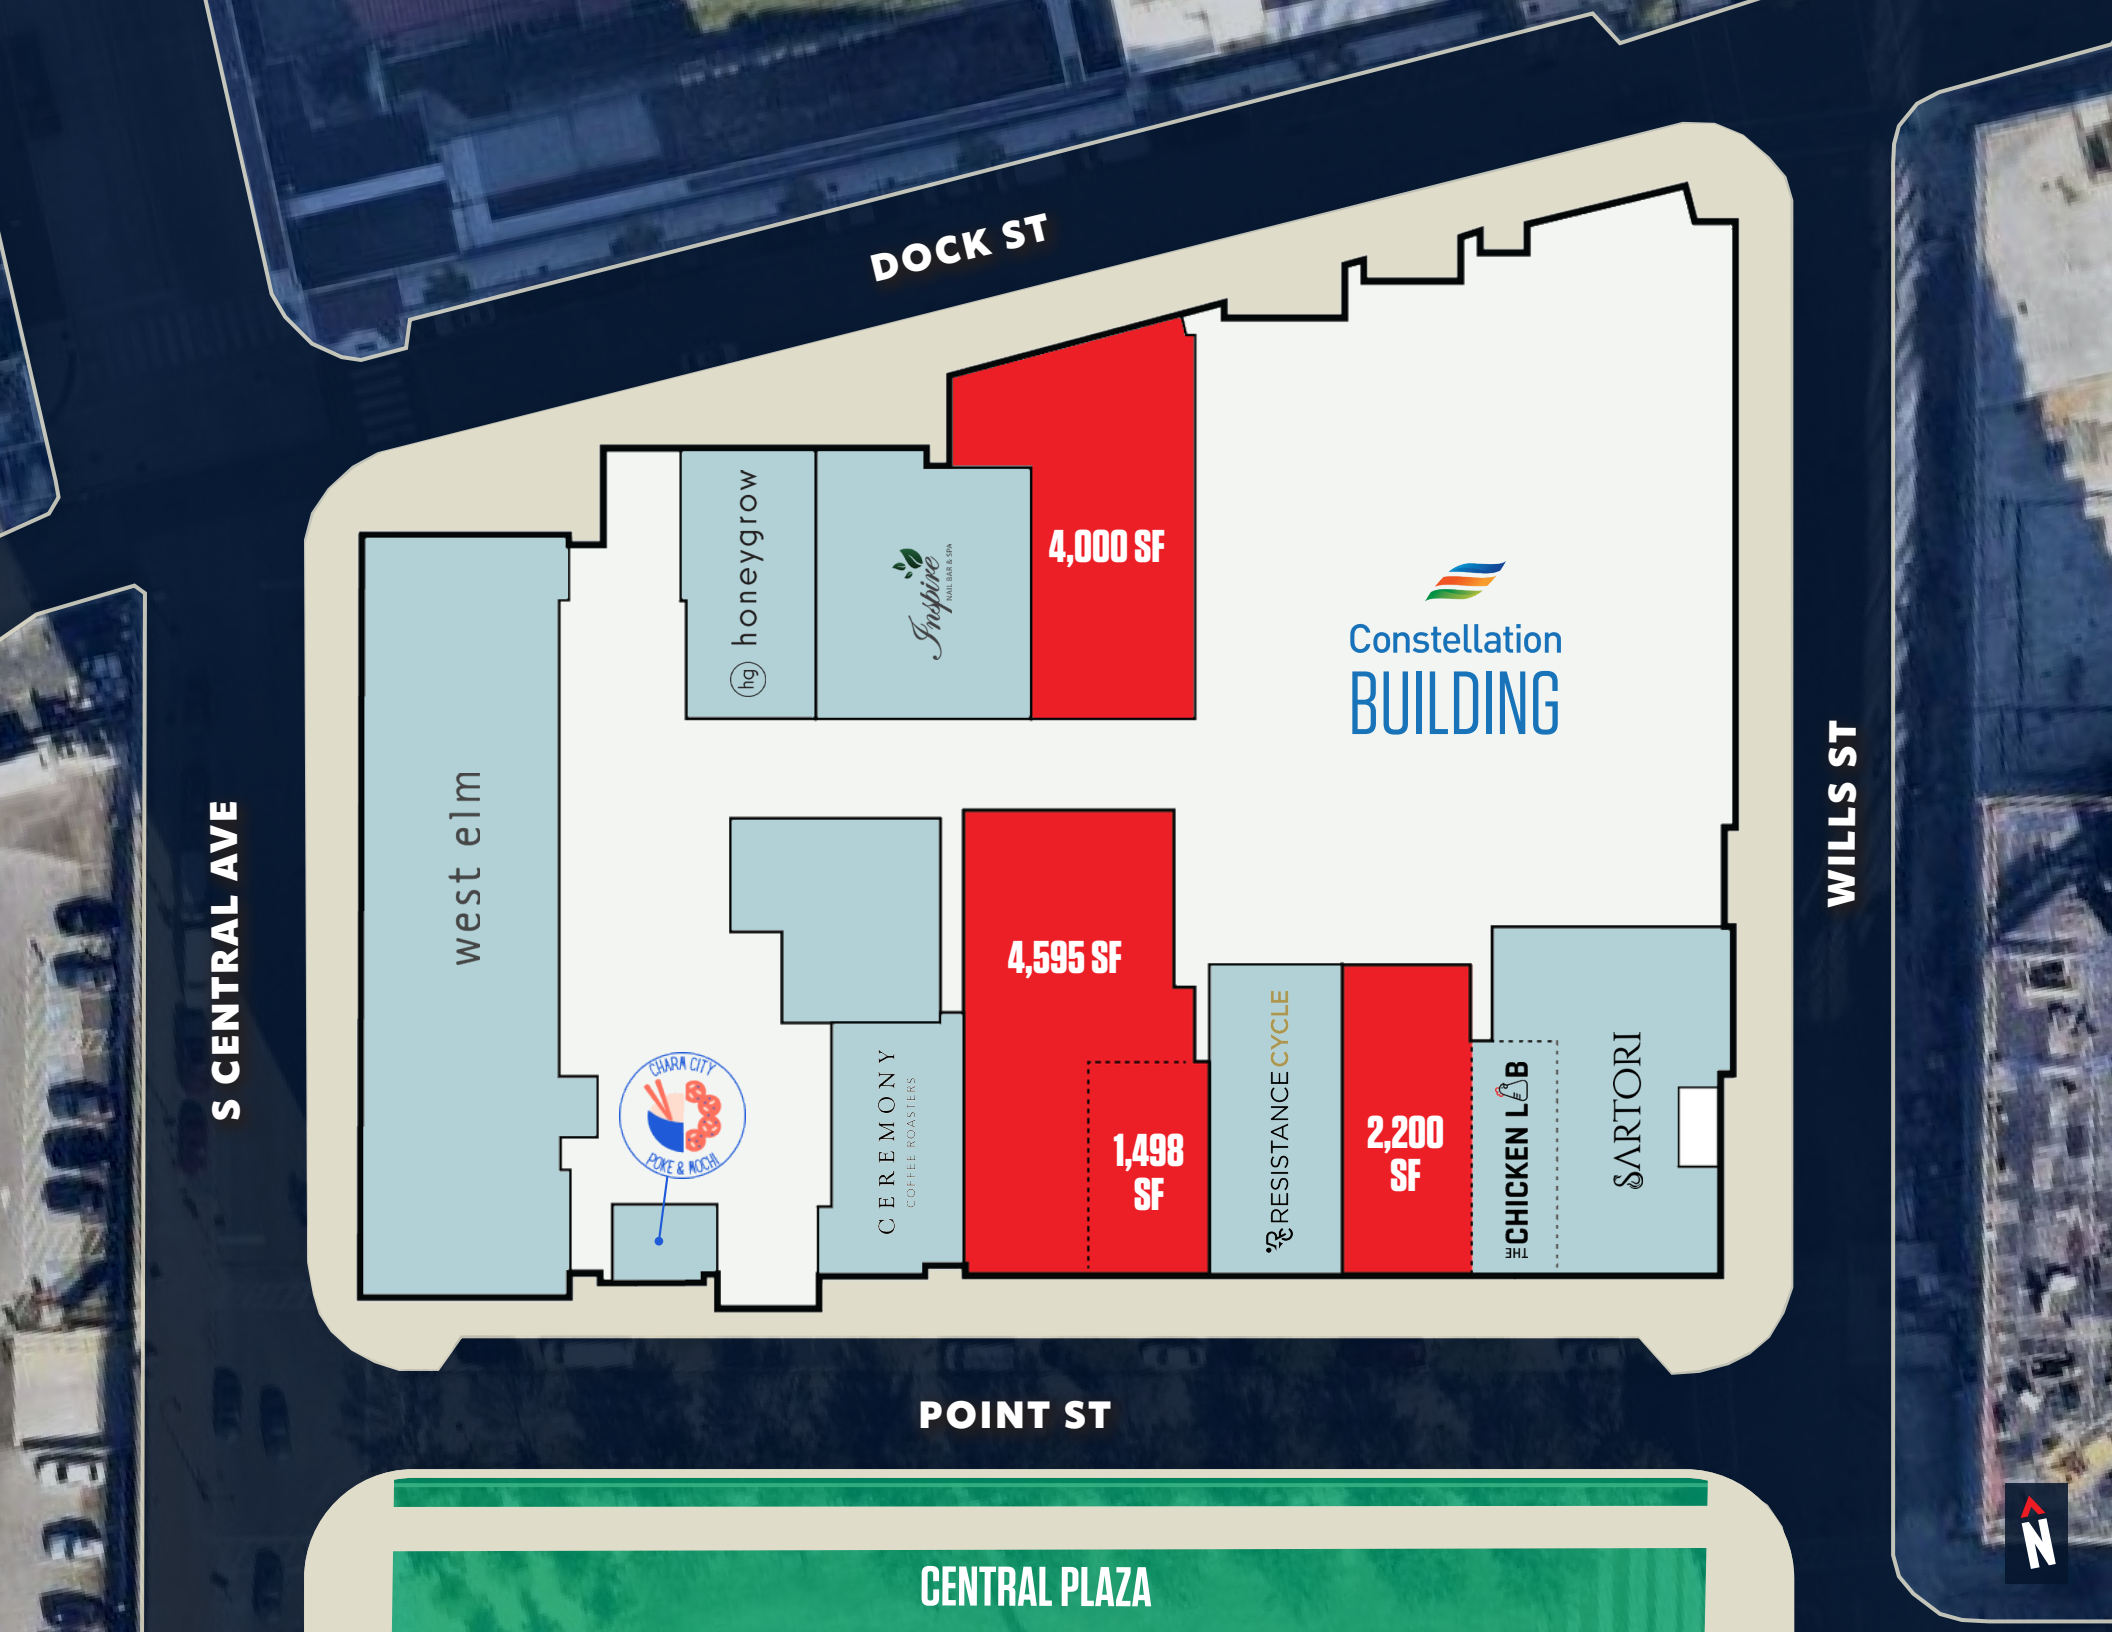 DOCK ST
honeygrow
hg
Inspire
NAIL BAR & SPA
4,000 SF
Constellation
BUILDING
S CENTRAL AVE
west elm
WILLS ST
4,595 SF
CHARM CITY
POKE & MOCHI
CEREMONY
COFFEE ROASTERS
1,498
SF
RC RESISTANCECYCLE
2,200
SF
THE CHICKEN LAB
SARTORI
POINT ST
CENTRAL PLAZA
N